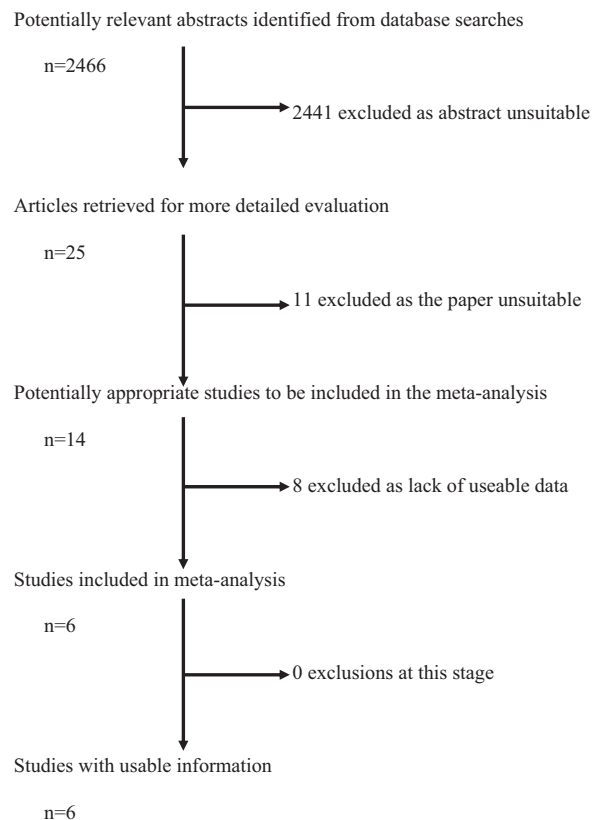 Potentially relevant abstracts identified from database searches
n=2466
2441 excluded as abstract unsuitable
Articles retrieved for more detailed evaluation
n=25
11 excluded as the paper unsuitable
Potentially appropriate studies to be included in the meta-analysis
n=14
8 excluded as lack of useable data
Studies included in meta-analysis
n=6
0 exclusions at this stage
Studies with usable information
n=6